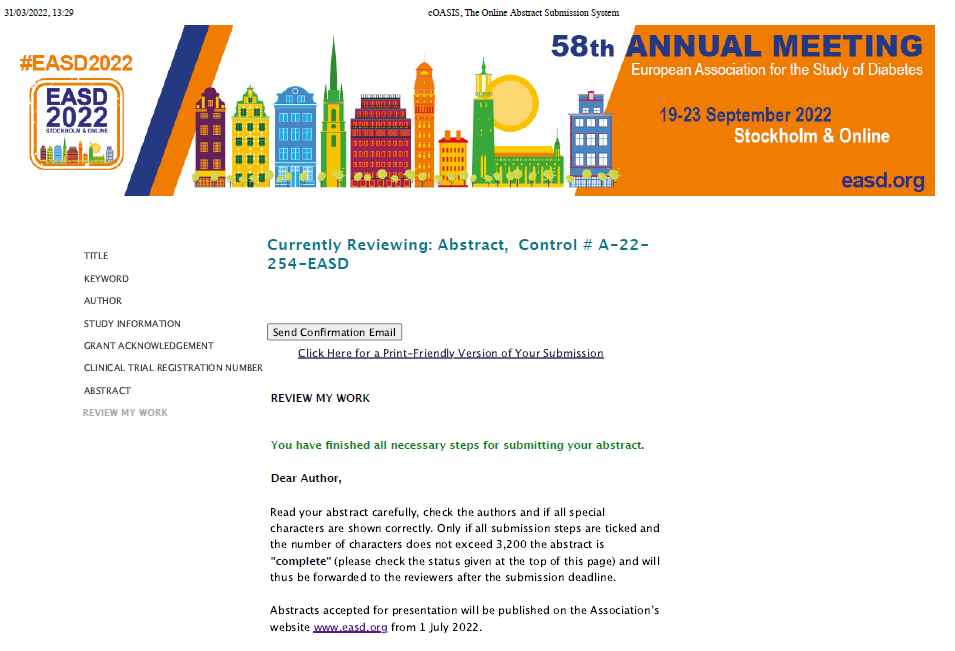 31/03/2022, 13:29
cOASIS, The Online Abstract Submission System
#EASD2022
EASD
2022
STOCKHOLM & ONLINE
58th ANNUAL MEETING
European Association for the Study of Diabetes
19-23 September 2022
Stockholm & Online
easd.org
TITLE
KEYWORD
AUTHOR
STUDY INFORMATION
GRANT ACKNOWLEDGEMENT
CLINICAL TRIAL REGISTRATION NUMBER
ABSTRACT
REVIEW MY WORK
Currently Reviewing: Abstract, Control # A-22-
254-EASD
Send Confirmation Email
Click Here for a Print-Friendly Version of Your Submission
REVIEW MY WORK
You have finished all necessary steps for submitting your abstract.
Dear Author,
Read your abstract carefully, check the authors and if all special
characters are shown correctly. Only if all submission steps are ticked and
the number of characters does not exceed 3,200 the abstract is
"complete" (please check the status given at the top of this page) and will
thus be forwarded to the reviewers after the submission deadline.
Abstracts accepted for presentation will be published on the Association's
website www.easd.org from 1 July 2022.